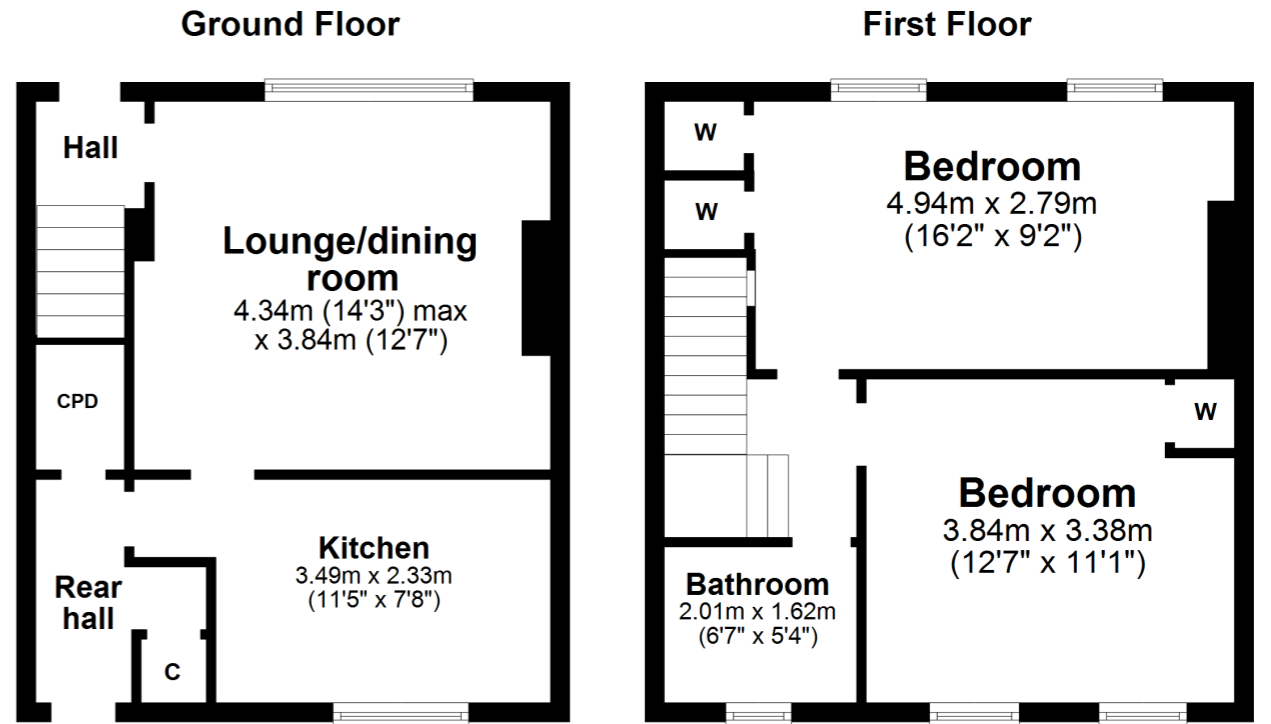 Ground Floor
Hall
Lounge/dining
room
4.34m (14'3") max
x 3.84m (12'7")
CPD
Kitchen
3.49m x 2.33m
(11'5" x 7'8")
Rear
hall
C
First Floor
W
W
Bedroom
4.94m x 2.79m
(16'2" x 9'2")
W
Bedroom
3.84m x 3.38m
(12'7" x 11'1")
Bathroom
2.01m x 1.62m
(6'7" x 5'4")